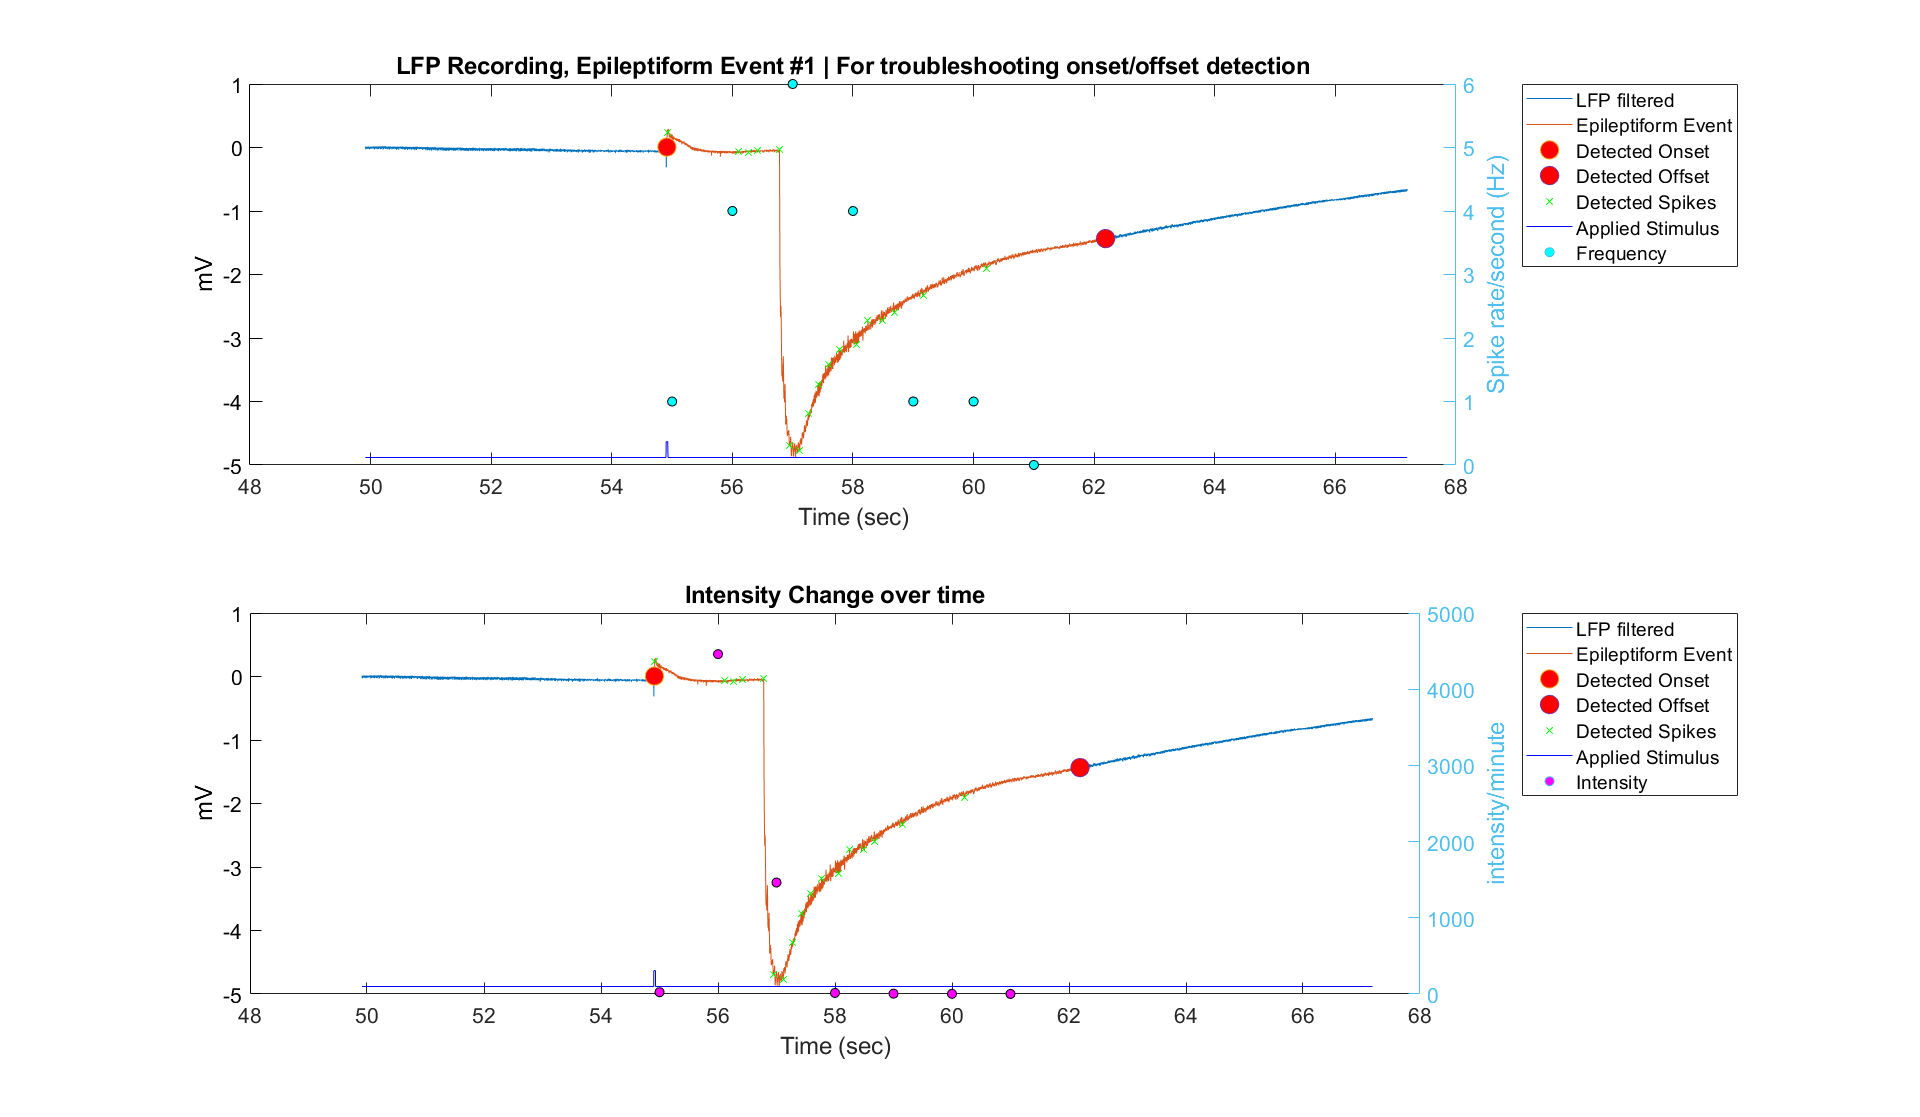 LFP Recording, Epileptiform Event #1 | For troubleshooting onset/offset detection
1
0
-1
-2
-3
-4
-5
mV
48 50 52 54 56 58 60 62 64 66 68
Time (sec)
6
5
4
3
2
1
0
Spike rate/second (Hz)
LFP filtered
Epileptiform Event
Detected Onset
Detected Offset
Detected Spikes
Applied Stimulus
Frequency
Intensity Change over time
1
0
-1
-2
-3
-4
-5
mV
48 50 52 54 56 58 60 62 64 66 68
Time (sec)
5000
4000
3000
2000
1000
0
intensity/minute
LFP filtered
Epileptiform Event
Detected Onset
Detected Offset
Detected Spikes
Applied Stimulus
Intensity